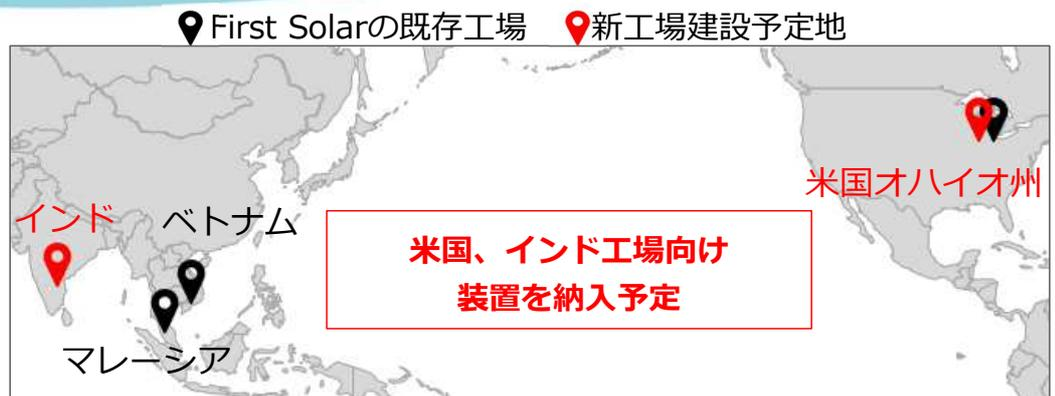 First Solarの既存工場 新工場建設予定地
米国オハイオ州
インド ベトナム
米国、インド工場向け
装置を納入予定
マレーシア